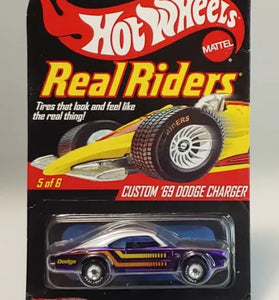 Hot Wheels
MATTEL
Real Riders
Tires that look and feel like
the real thing!
RIDERS
5 of 6
CUSTOM '69 DODGE CHARGER
Dodge